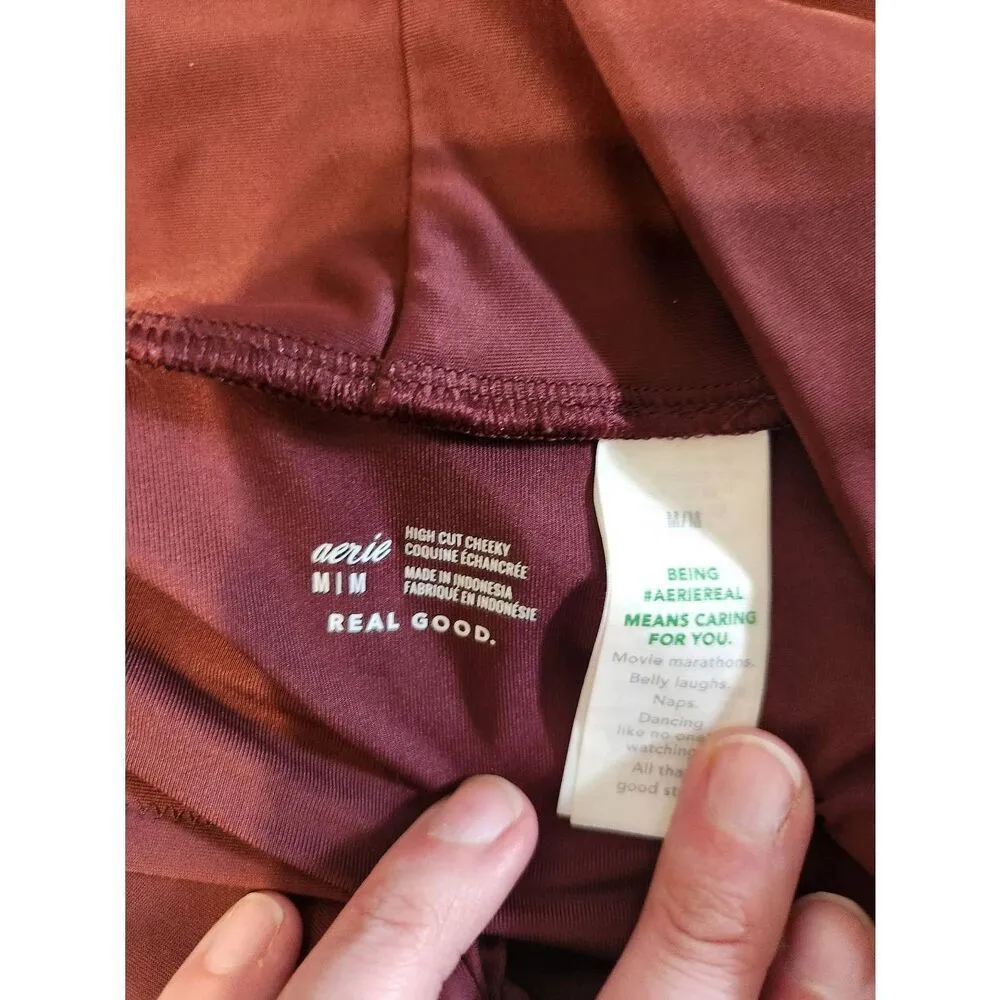 aerie
M|M
HIGH CUT CHEEKY
COQUINE ÉCHANCRÉE
MADE IN INDONESIA
FABRIQUÉ EN INDONÉSIE
REAL GOOD.
M/M
BEING
#AERIEREAL
MEANS CARING
FOR YOU.
Movie marathons.
Belly laughs.
Naps.
Dancing
like no one
watching
All tha
good st